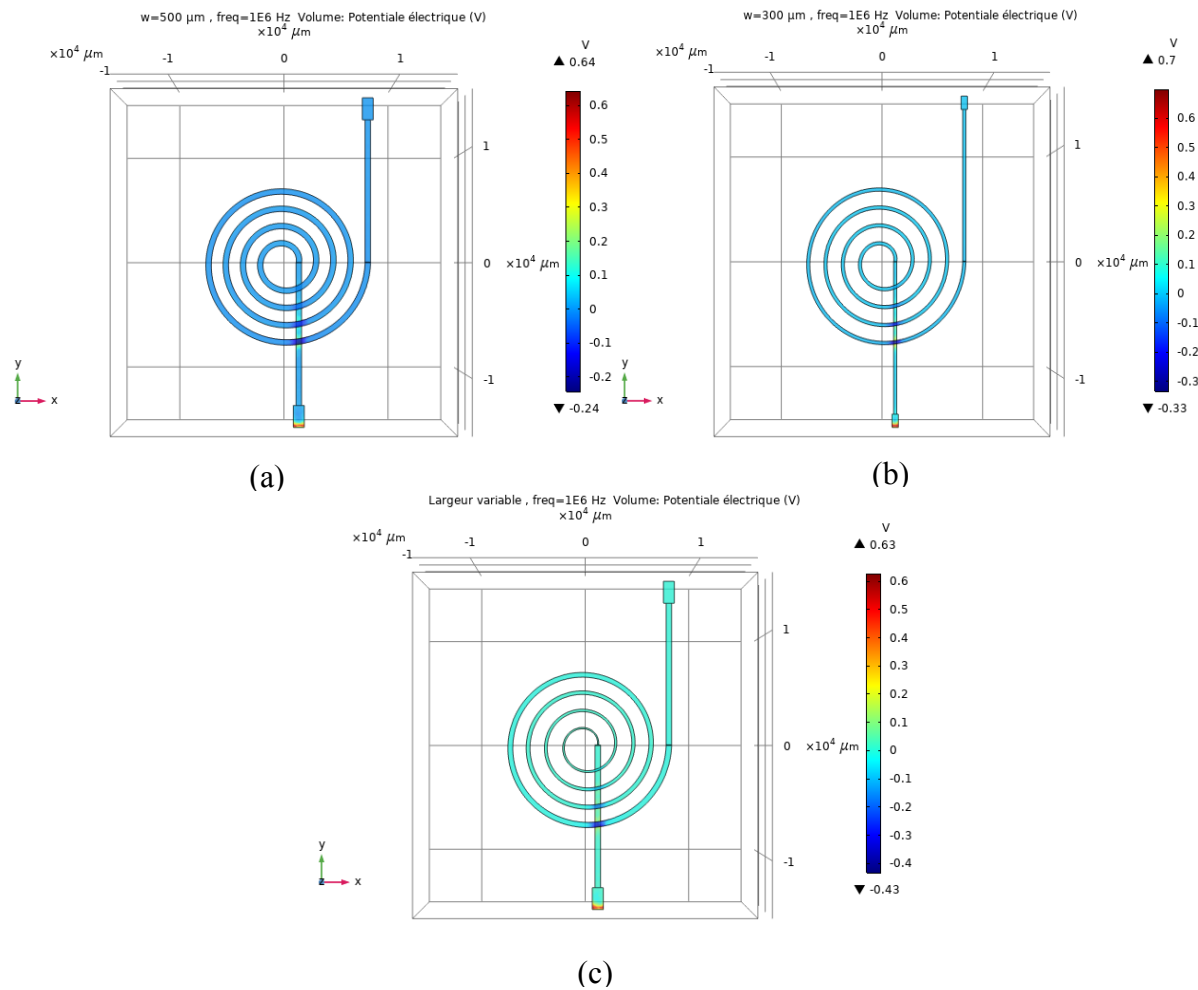 w=500 μm , freq=1E6 Hz Volume: Potentiale électrique (V)
×10⁴ μm
×10⁴ μm
-1
-1
0
1
V
▲ 0.64
0.6
0.5
0.4
0.3
0.2
0.1
0
-0.1
-0.2
▼ -0.24
1
0
×10⁴ μm
-1
y
z
x
(a)
w=300 μm , freq=1E6 Hz Volume: Potentiale électrique (V)
×10⁴ μm
×10⁴ μm
-1
-1
0
1
V
▲ 0.7
0.6
0.5
0.4
0.3
0.2
0.1
0
-0.1
-0.2
-0.3
▼ -0.33
1
0
×10⁴ μm
-1
y
z
x
(b)
Largeur variable , freq=1E6 Hz Volume: Potentiale électrique (V)
×10⁴ μm
×10⁴ μm
-1
-1
0
1
V
▲ 0.63
0.6
0.5
0.4
0.3
0.2
0.1
0
-0.1
-0.2
-0.3
-0.4
▼ -0.43
1
0
×10⁴ μm
-1
y
z
x
(c)